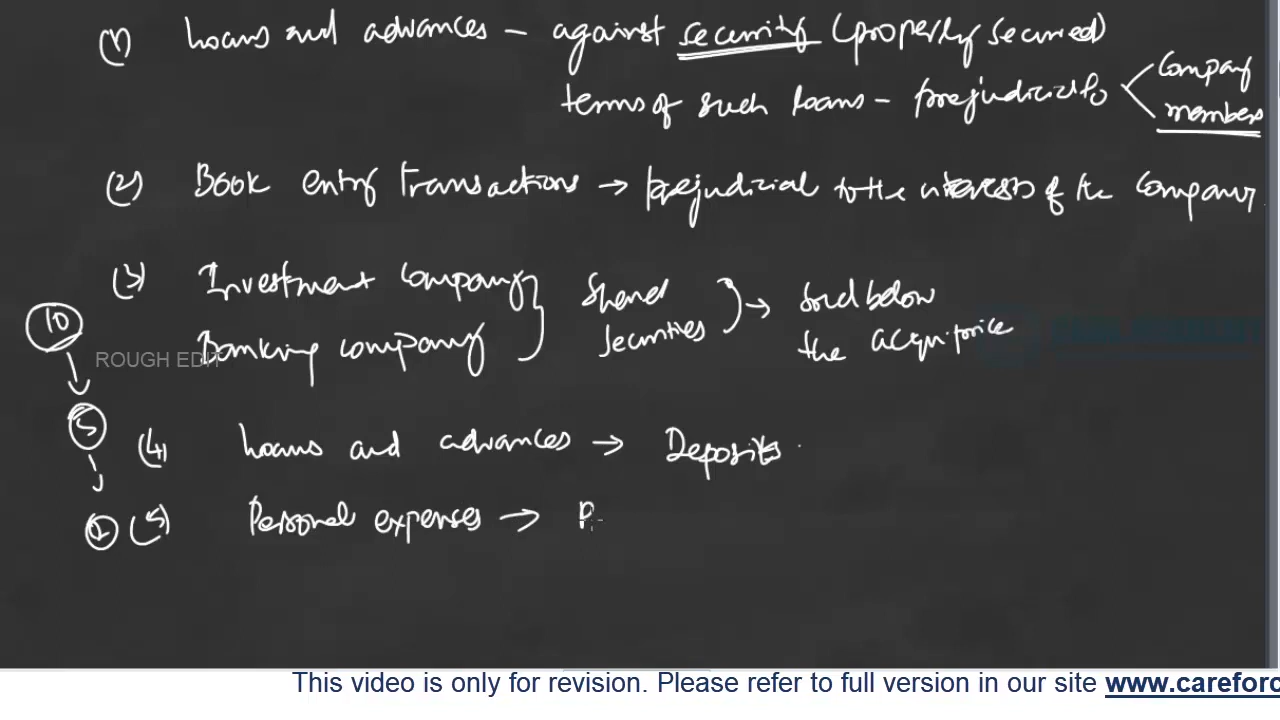 (1) Loans and advances - against security (properly secured)
terms of such loans - prejudicial to company
members
(2) Book entry transactions → prejudicial to the interests of the company
(3) Investment company } Shares } → sold below
Banking company securities the acqn price
10
ROUGH EDIT
5
(4) Loans and advances → Deposits
(5) Personal expenses → P
This video is only for revision. Please refer to full version in our site www.careforc